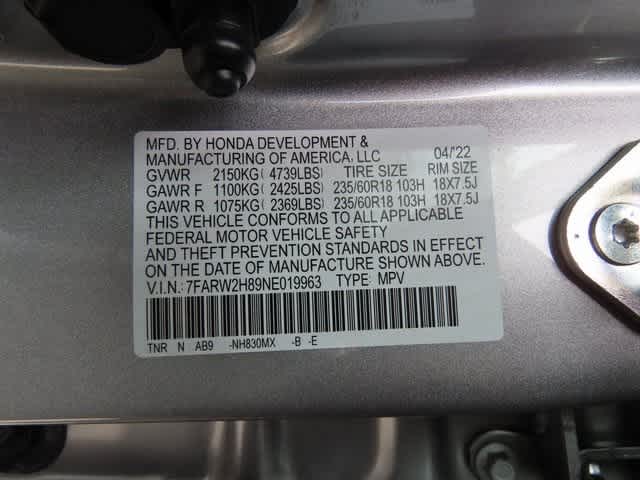 MFD. BY HONDA DEVELOPMENT &
MANUFACTURING OF AMERICA, LLC 04/'22
GVWR 2150KG( 4739LBS) TIRE SIZE RIM SIZE
GAWR F 1100KG( 2425LBS) 235/60R18 103H 18X7.5J
GAWR R 1075KG( 2369LBS) 235/60R18 103H 18X7.5J
THIS VEHICLE CONFORMS TO ALL APPLICABLE
FEDERAL MOTOR VEHICLE SAFETY
AND THEFT PREVENTION STANDARDS IN EFFECT
ON THE DATE OF MANUFACTURE SHOWN ABOVE.
V.I.N.: 7FARW2H89NE019963 TYPE: MPV
TNR N AB9 -NH830MX -B -E